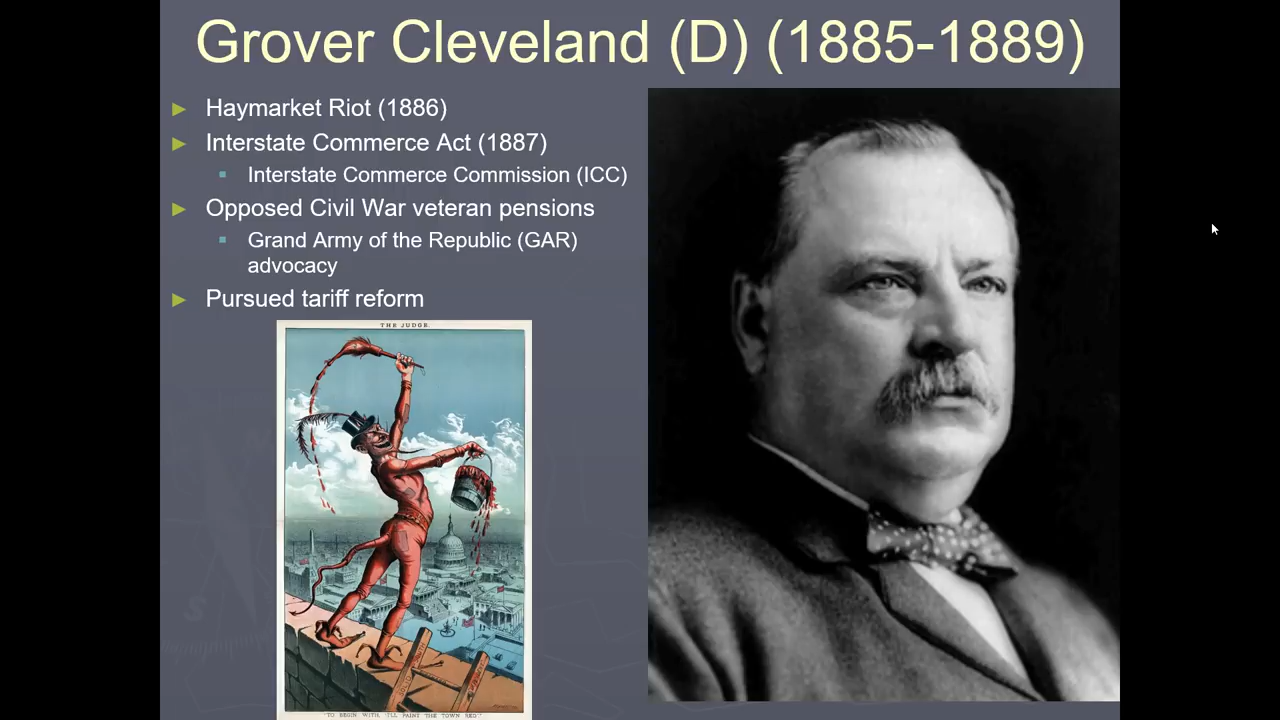 Grover Cleveland (D) (1885-1889)
Haymarket Riot (1886)
Interstate Commerce Act (1887)
Interstate Commerce Commission (ICC)
Opposed Civil War veteran pensions
Grand Army of the Republic (GAR)
advocacy
Pursued tariff reform
THE JUDGE.
"TO BEGIN WITH, I'LL PAINT THE TOWN RED."